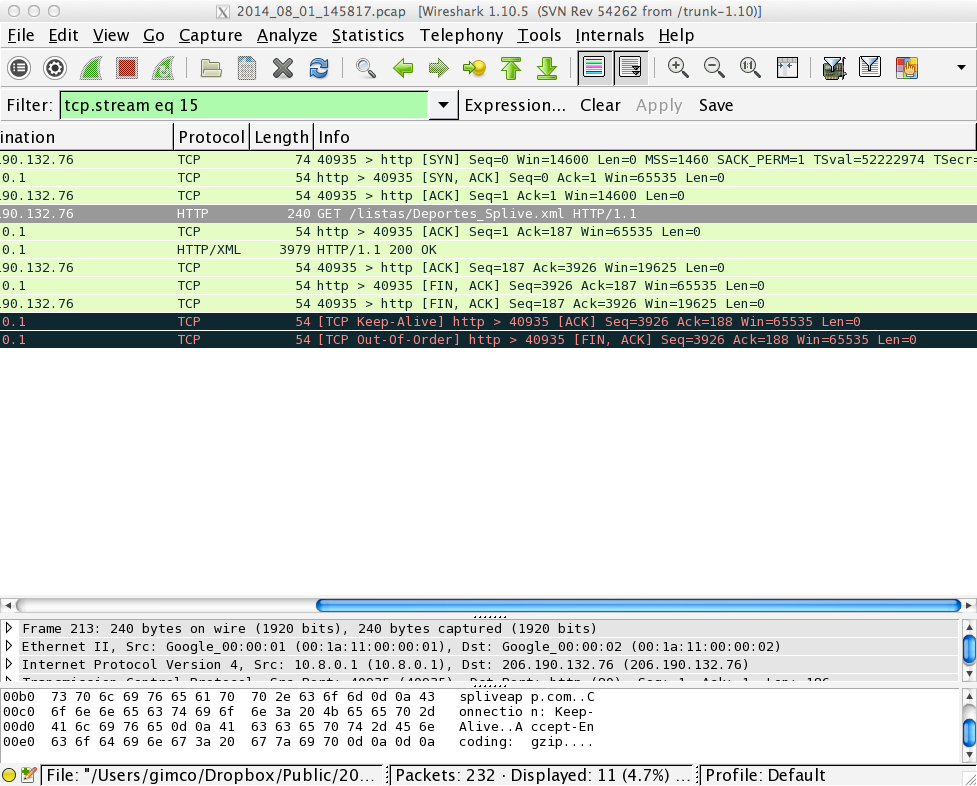 2014_08_01_145817.pcap [Wireshark 1.10.5 (SVN Rev 54262 from /trunk-1.10)]
File Edit View Go Capture Analyze Statistics Telephony Tools Internals Help
Filter: tcp.stream eq 15 Expression... Clear Apply Save
ination Protocol Length Info
90.132.76 TCP 74 40935 > http [SYN] Seq=0 Win=14600 Len=0 MSS=1460 SACK_PERM=1 TSval=52222974 TSecr=
0.1 TCP 54 http > 40935 [SYN, ACK] Seq=0 Ack=1 Win=65535 Len=0
90.132.76 TCP 54 40935 > http [ACK] Seq=1 Ack=1 Win=14600 Len=0
90.132.76 HTTP 240 GET /listas/Deportes_Splive.xml HTTP/1.1
0.1 TCP 54 http > 40935 [ACK] Seq=1 Ack=187 Win=65535 Len=0
0.1 HTTP/XML 3979 HTTP/1.1 200 OK
90.132.76 TCP 54 40935 > http [ACK] Seq=187 Ack=3926 Win=19625 Len=0
0.1 TCP 54 http > 40935 [FIN, ACK] Seq=3926 Ack=187 Win=65535 Len=0
90.132.76 TCP 54 40935 > http [FIN, ACK] Seq=187 Ack=3926 Win=19625 Len=0
0.1 TCP 54 [TCP Keep-Alive] http > 40935 [ACK] Seq=3926 Ack=188 Win=65535 Len=0
0.1 TCP 54 [TCP Out-Of-Order] http > 40935 [FIN, ACK] Seq=3926 Ack=188 Win=65535 Len=0
Frame 213: 240 bytes on wire (1920 bits), 240 bytes captured (1920 bits)
Ethernet II, Src: Google_00:00:01 (00:1a:11:00:00:01), Dst: Google_00:00:02 (00:1a:11:00:00:02)
Internet Protocol Version 4, Src: 10.8.0.1 (10.8.0.1), Dst: 206.190.132.76 (206.190.132.76)
Transmission Control Protocol, Src Port: 40935 (40935), Dst Port: http (80), Seq: 1, Ack: 1, Len: 186
00b0 73 70 6c 69 76 65 61 70 70 2e 63 6f 6d 0d 0a 43 spliveap p.com..C
00c0 6f 6e 6e 65 63 74 69 6f 6e 3a 20 4b 65 65 70 2d onnectio n: Keep-
00d0 41 6c 69 76 65 0d 0a 41 63 63 65 70 74 2d 45 6e Alive..A ccept-En
00e0 63 6f 64 69 6e 67 3a 20 67 7a 69 70 0d 0a 0d 0a coding: gzip....
File: "/Users/gimco/Dropbox/Public/20... Packets: 232 · Displayed: 11 (4.7%) ... Profile: Default